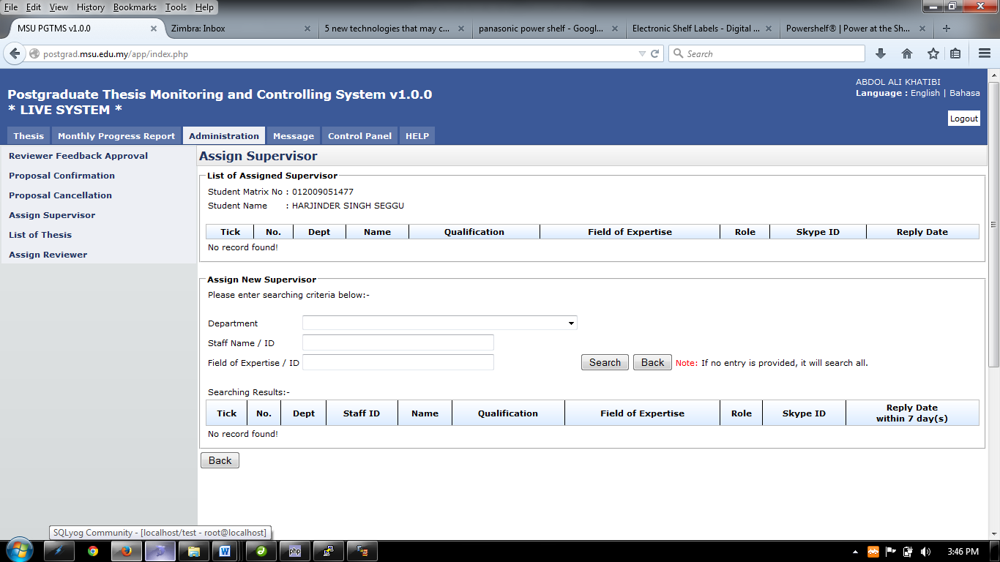 File Edit View History Bookmarks Tools Help
MSU PGTMS v1.0.0 × Zimbra: Inbox × 5 new technologies that may c... × panasonic power shelf - Googl... × Electronic Shelf Labels - Digital ... × Powershelf® | Power at the Sh... × +
postgrad.msu.edu.my/app/index.php Search
ABDOL ALI KHATIBI
Language : English | Bahasa
Postgraduate Thesis Monitoring and Controlling System v1.0.0
* LIVE SYSTEM *
Logout
Thesis Monthly Progress Report Administration Message Control Panel HELP
Reviewer Feedback Approval
Proposal Confirmation
Proposal Cancellation
Assign Supervisor
List of Thesis
Assign Reviewer
Assign Supervisor
List of Assigned Supervisor
Student Matrix No : 012009051477
Student Name : HARJINDER SINGH SEGGU
Tick No. Dept Name Qualification Field of Expertise Role Skype ID Reply Date
No record found!
Assign New Supervisor
Please enter searching criteria below:-
Department
Staff Name / ID
Field of Expertise / ID Search Back Note: If no entry is provided, it will search all.
Searching Results:-
Tick No. Dept Staff ID Name Qualification Field of Expertise Role Skype ID Reply Date
within 7 day(s)
No record found!
Back
SQLyog Community - [localhost/test - root@localhost]
W php 3:46 PM